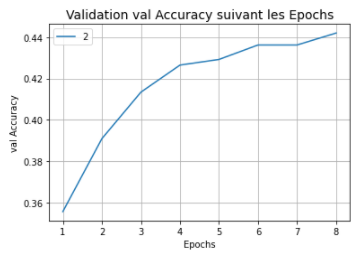 Validation val Accuracy suivant les Epochs
2
0.44
0.42
0.40
0.38
0.36
val Accuracy
1 2 3 4 5 6 7 8
Epochs